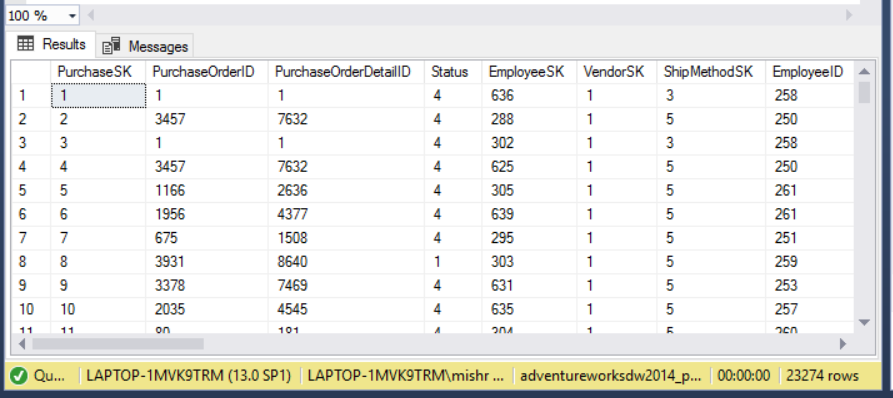 100 %
Results Messages
PurchaseSK PurchaseOrderID PurchaseOrderDetailID Status EmployeeSK VendorSK ShipMethodSK EmployeeID
1 1 1 1 4 636 1 3 258
2 2 3457 7632 4 288 1 5 250
3 3 1 1 4 302 1 3 258
4 4 3457 7632 4 625 1 5 250
5 5 1166 2636 4 305 1 5 261
6 6 1956 4377 4 639 1 5 261
7 7 675 1508 4 295 1 5 251
8 8 3931 8640 1 303 1 5 259
9 9 3378 7469 4 631 1 5 253
10 10 2035 4545 4 635 1 5 257
11 11 80 181 4 304 1 5 260
Qu... LAPTOP-1MVK9TRM (13.0 SP1) LAPTOP-1MVK9TRM\mishr ... adventureworksdw2014_p... 00:00:00 23274 rows